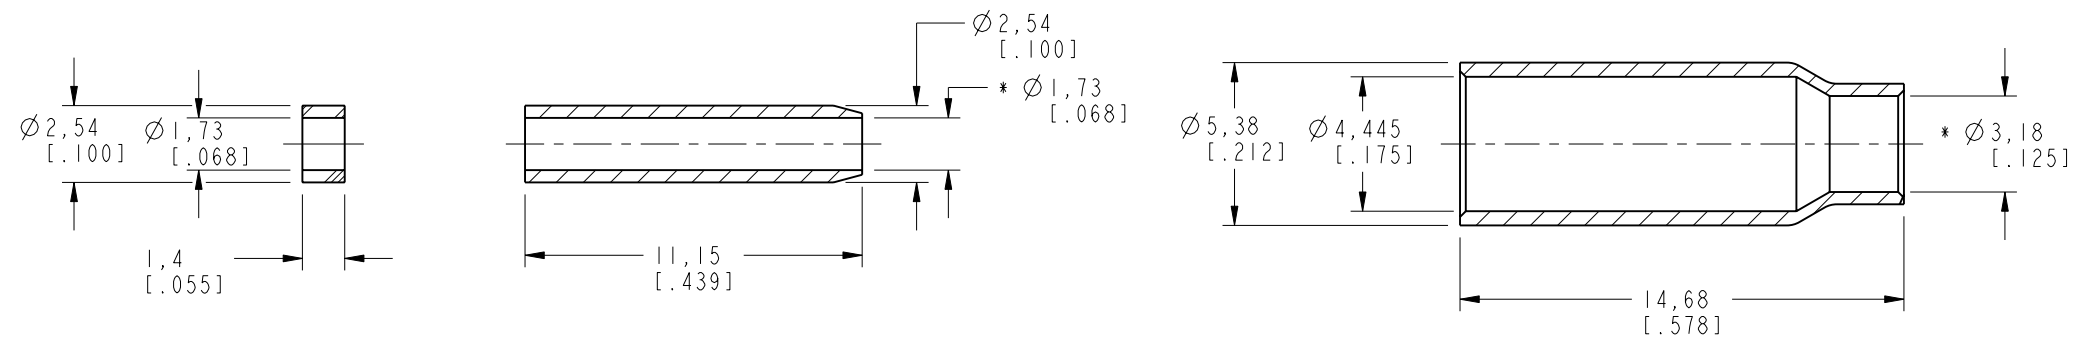 Ø2,54
[.100]
Ø1,73
[.068]
1,4
[.055]
Ø2,54
[.100]
* Ø1,73
[.068]
11,15
[.439]
Ø5,38
[.212]
Ø4,445
[.175]
* Ø3,18
[.125]
14,68
[.578]